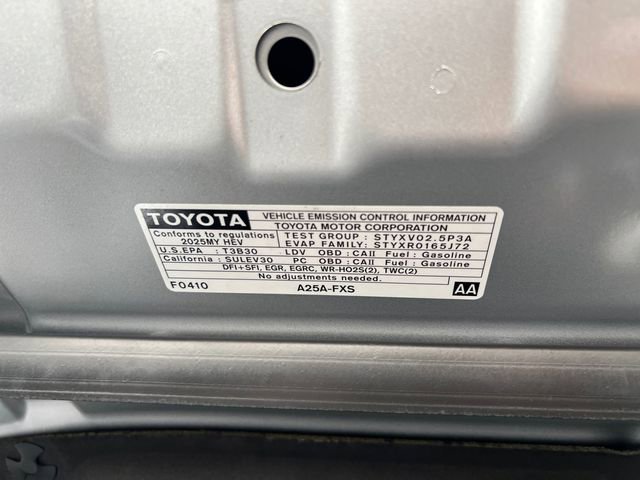 TOYOTA VEHICLE EMISSION CONTROL INFORMATION
Conforms to regulations TOYOTA MOTOR CORPORATION
2025MY HEV TEST GROUP : STYXV02.5P3A
EVAP FAMILY: STYXR0165J72
U.S.EPA : T3B30 LDV OBD : CAII Fuel : Gasoline
California : SULEV30 PC OBD : CAII Fuel : Gasoline
DFI+SFI, EGR, EGRC, WR-HO2S(2), TWC(2)
No adjustments needed.
F0410 A25A-FXS AA